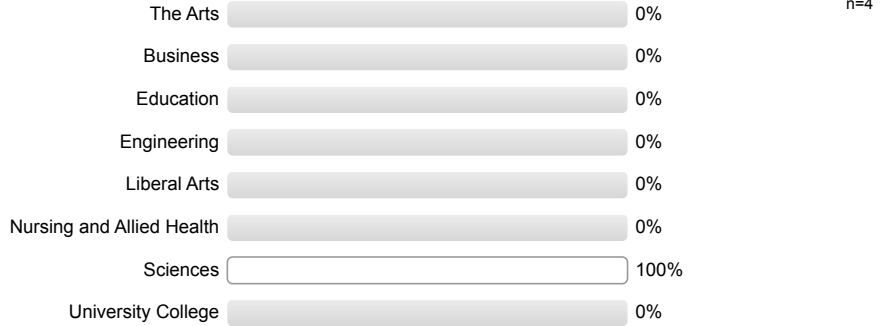 The Arts 0% n=4
Business 0%
Education 0%
Engineering 0%
Liberal Arts 0%
Nursing and Allied Health 0%
Sciences 100%
University College 0%